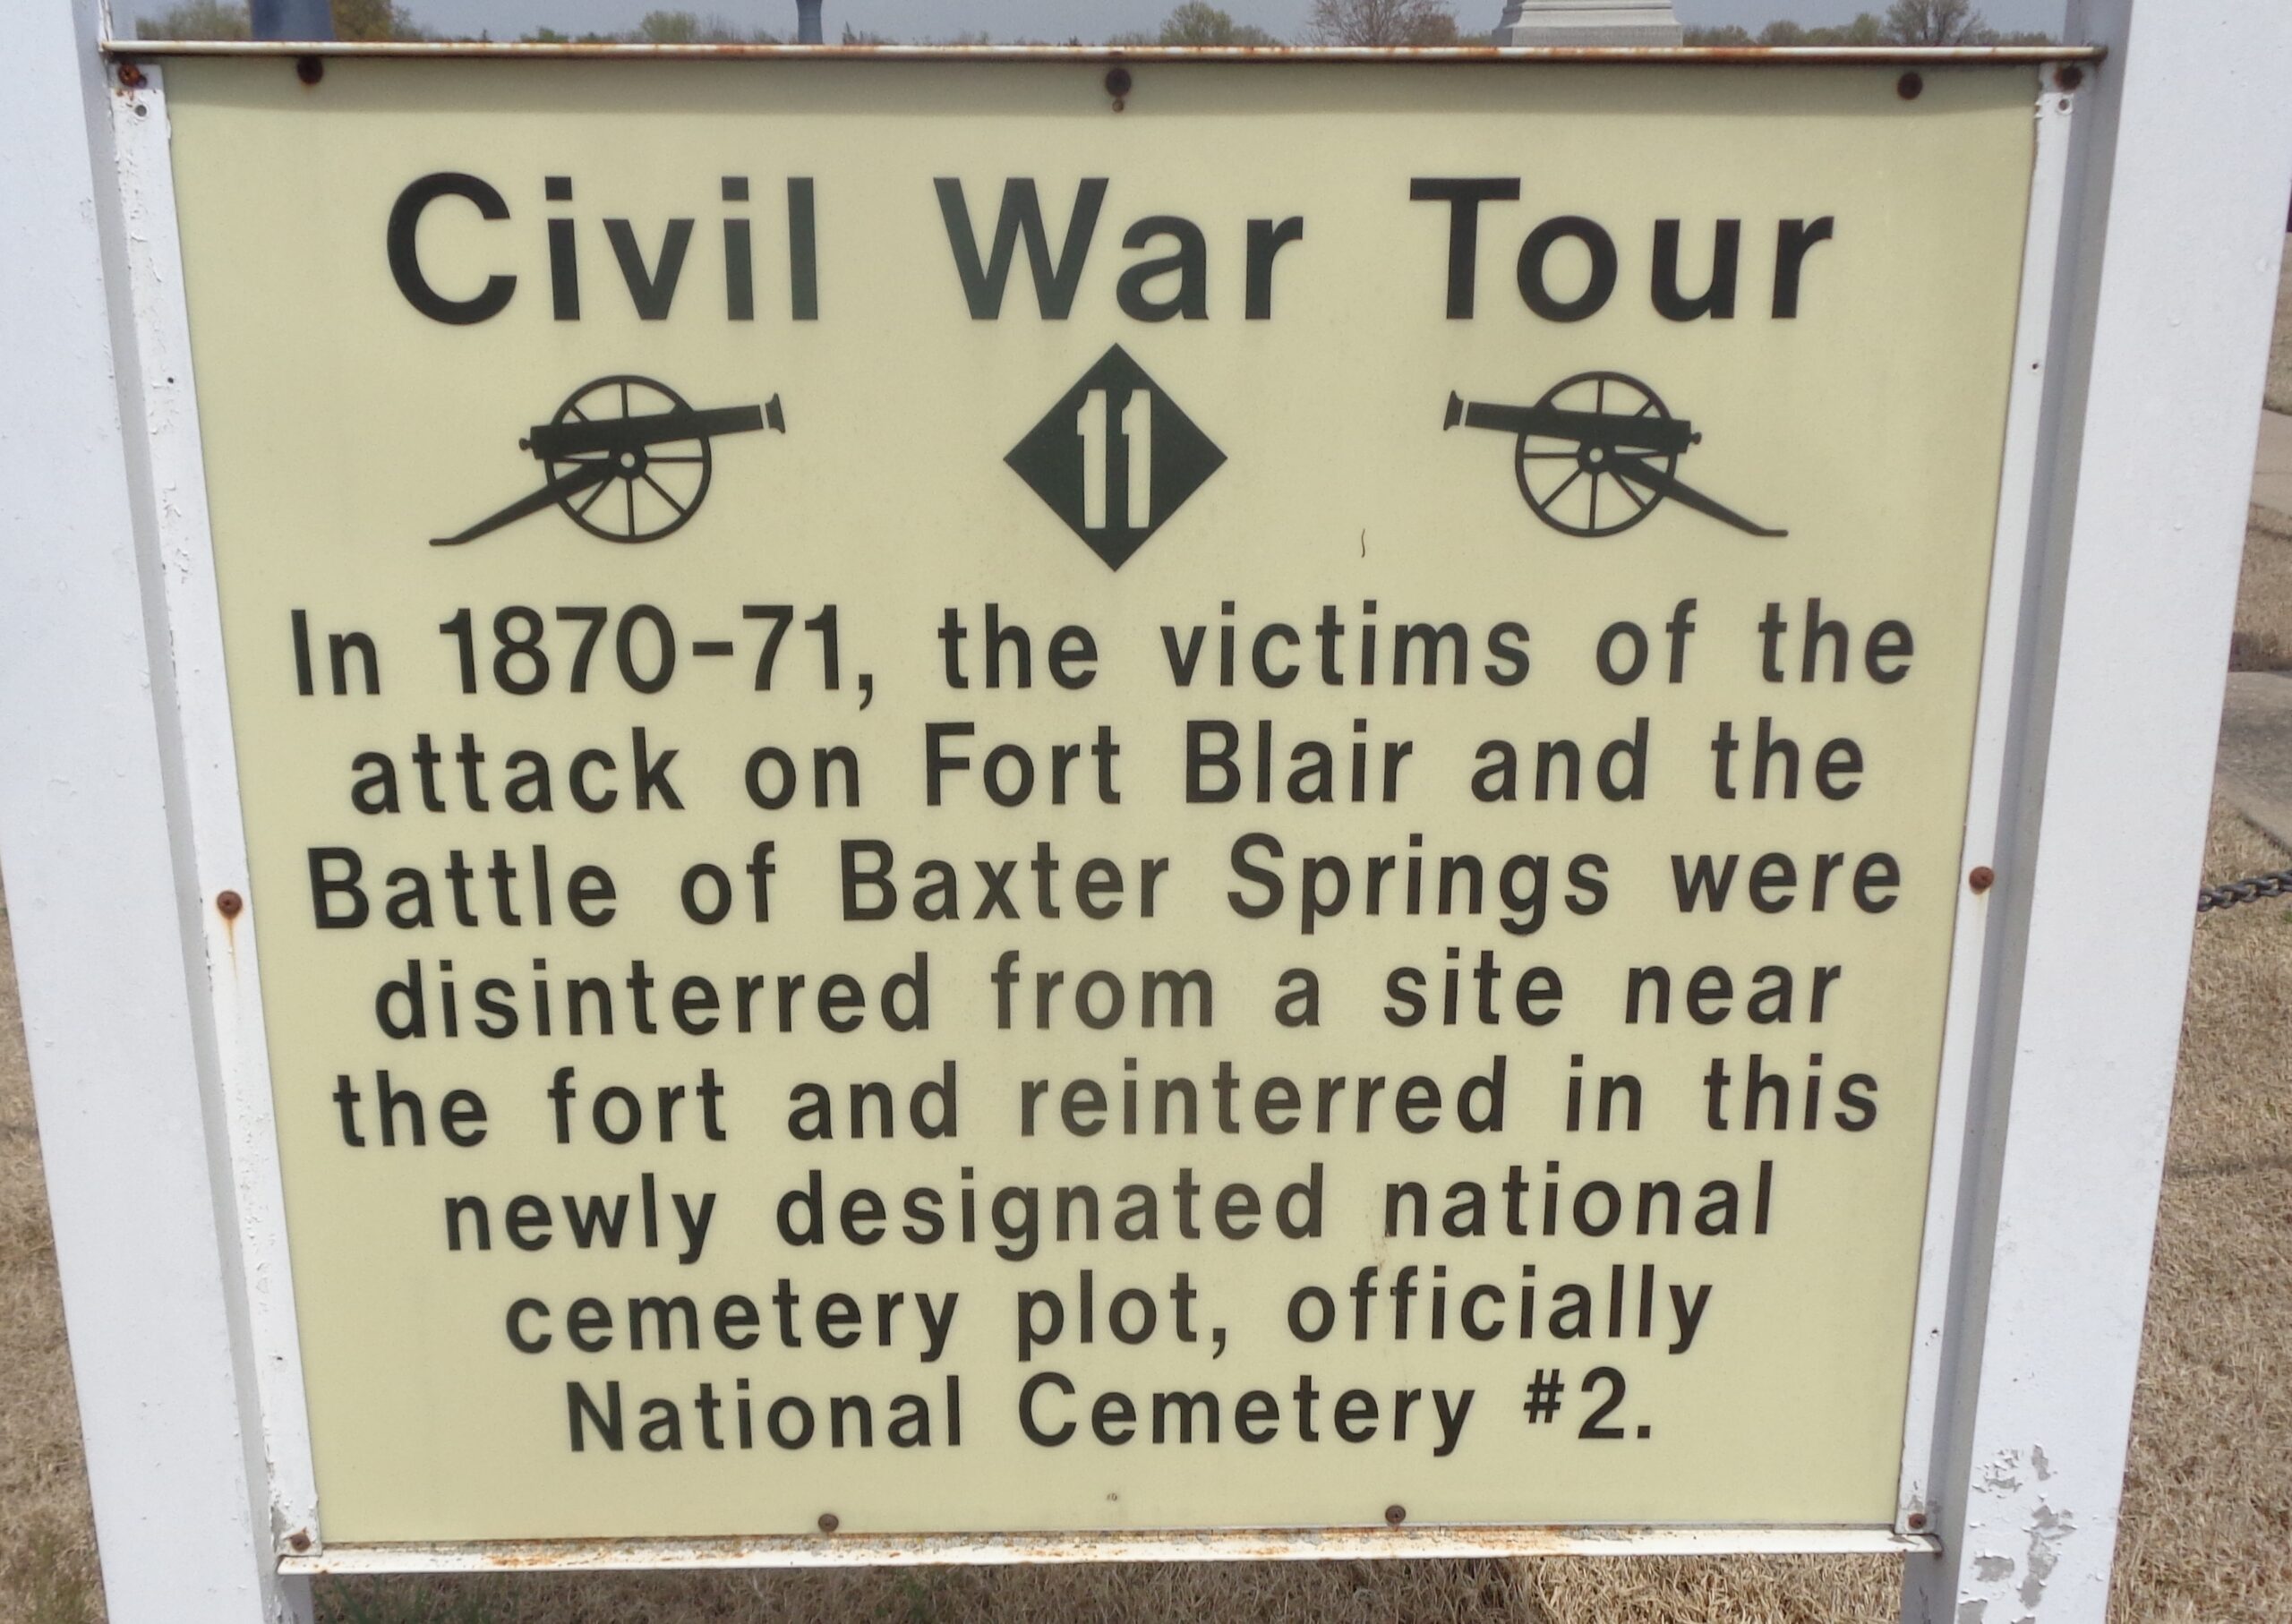 Civil War Tour
11
In 1870-71, the victims of the
attack on Fort Blair and the
Battle of Baxter Springs were
disinterred from a site near
the fort and reinterred in this
newly designated national
cemetery plot, officially
National Cemetery #2.